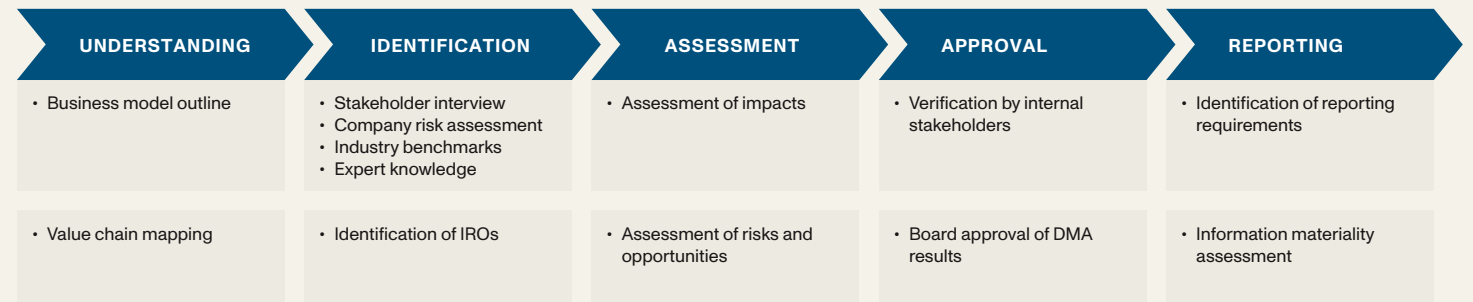 UNDERSTANDING
IDENTIFICATION
ASSESSMENT
APPROVAL
REPORTING
• Business model outline
• Stakeholder interview
• Company risk assessment
• Industry benchmarks
• Expert knowledge
• Assessment of impacts
• Verification by internal
stakeholders
• Identification of reporting
requirements
• Value chain mapping
• Identification of IROs
• Assessment of risks and
opportunities
• Board approval of DMA
results
• Information materiality
assessment